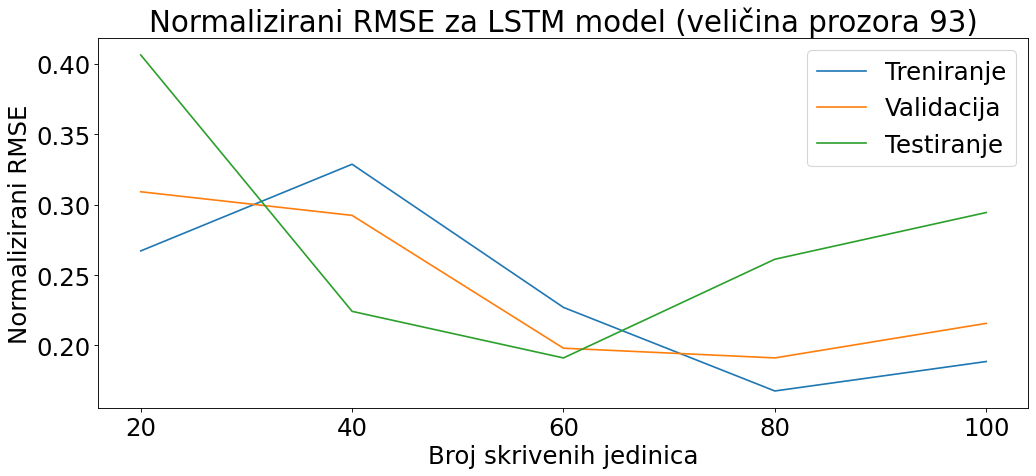 Normalizirani RMSE za LSTM model (veličina prozora 93)
Treniranje
Validacija
Testiranje
Normalizirani RMSE
0.40
0.35
0.30
0.25
0.20
20 40 60 80 100
Broj skrivenih jedinica